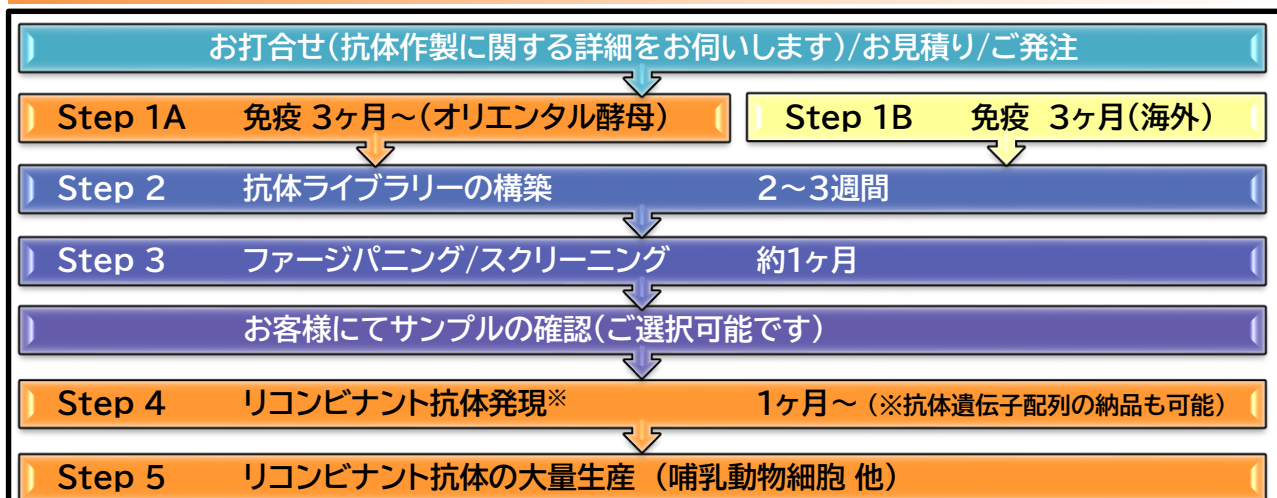 お打合せ(抗体作製に関する詳細をお伺いします)/お見積り/ご発注
Step 1A 免疫 3ヶ月～(オリエンタル酵母)
Step 1B 免疫 3ヶ月(海外)
Step 2 抗体ライブラリーの構築 2～3週間
Step 3 ファージパニング/スクリーニング 約1ヶ月
お客様にてサンプルの確認(ご選択可能です)
Step 4 リコンビナント抗体発現※ 1ヶ月～ (※抗体遺伝子配列の納品も可能)
Step 5 リコンビナント抗体の大量生産 (哺乳動物細胞 他)